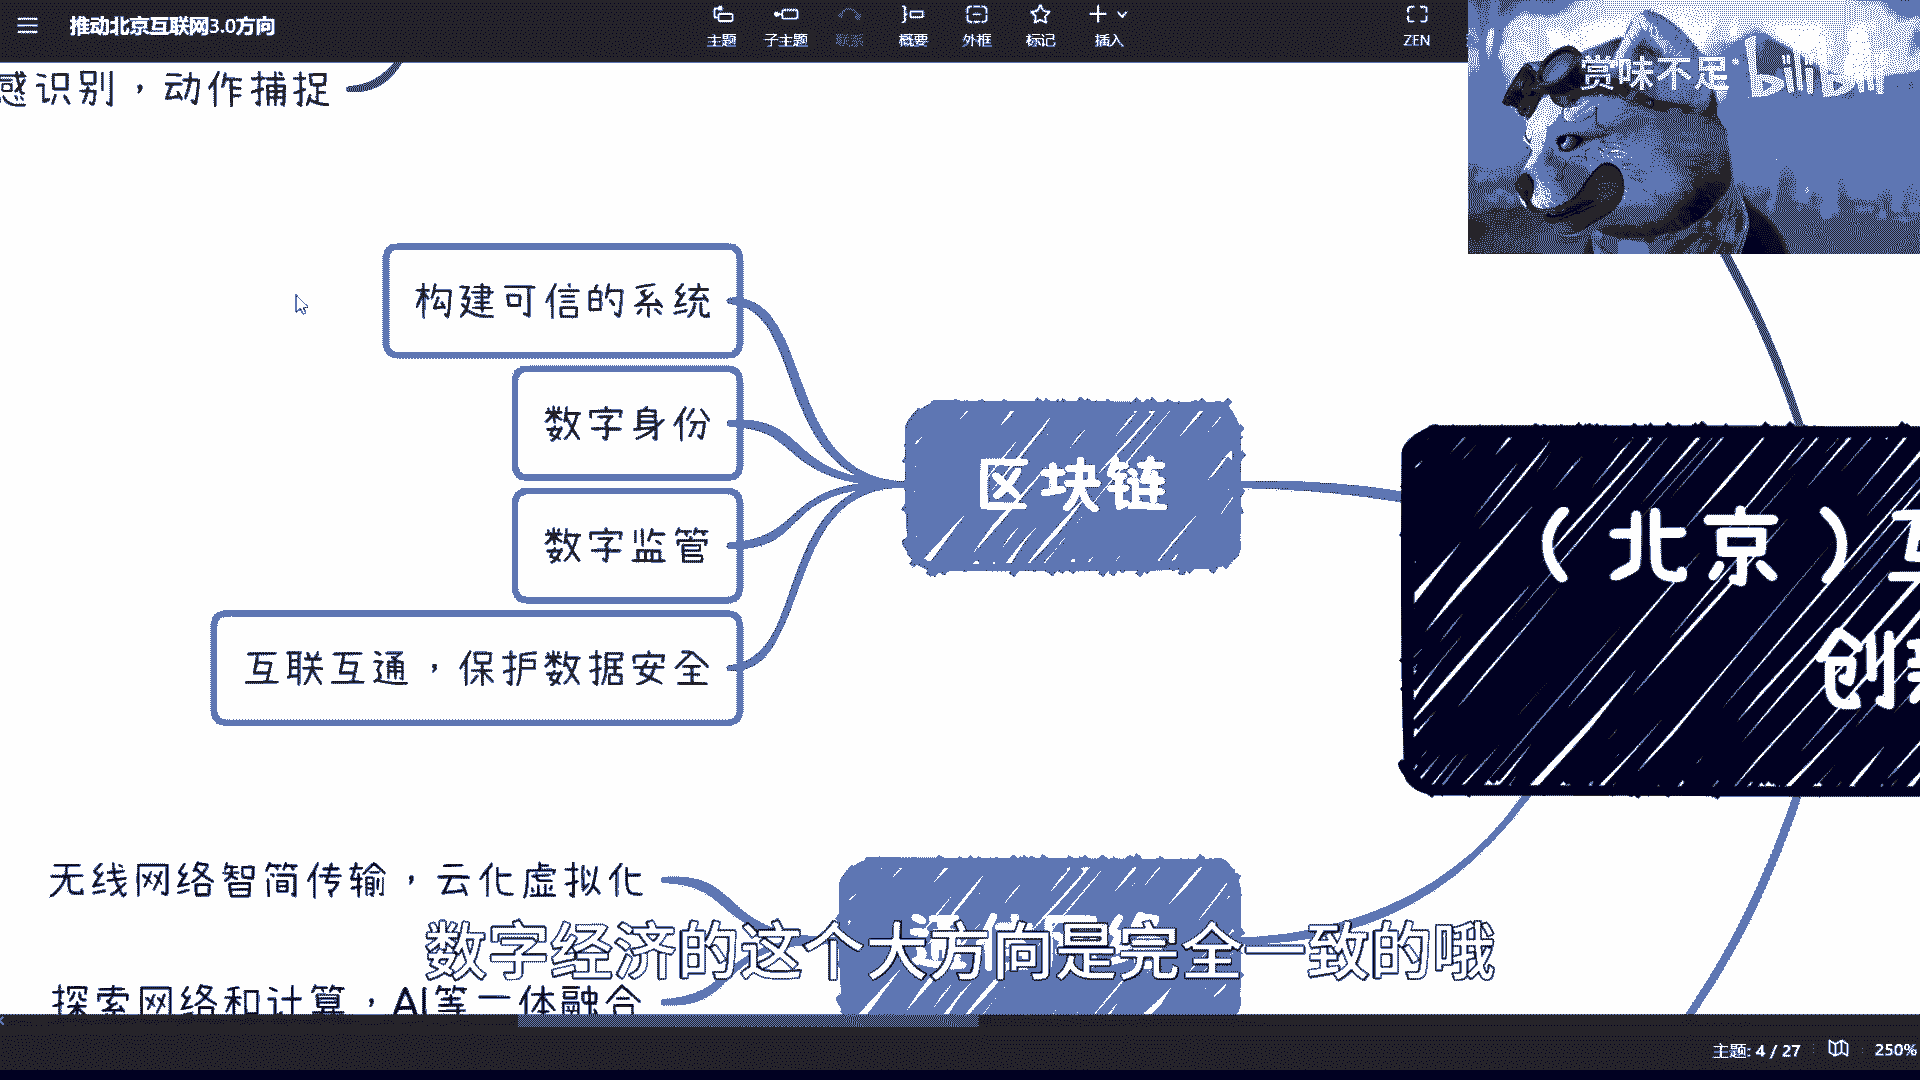 推动北京互联网3.0方向
主题 子主题 联系 概要 外框 标记 插入 ZEN
赏味不足 bilibili
感识别，动作捕捉
构建可信的系统
数字身份
数字监管
互联互通，保护数据安全
区块链
（北京）互
创新
无线网络智简传输，云化虚拟化
通信网络
探索网络和计算，AI等一体融合
数字经济的这个大方向是完全一致的哦
主题: 4 / 27 250%